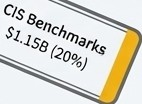 CIS Benchmarks
$1.15B (20%)